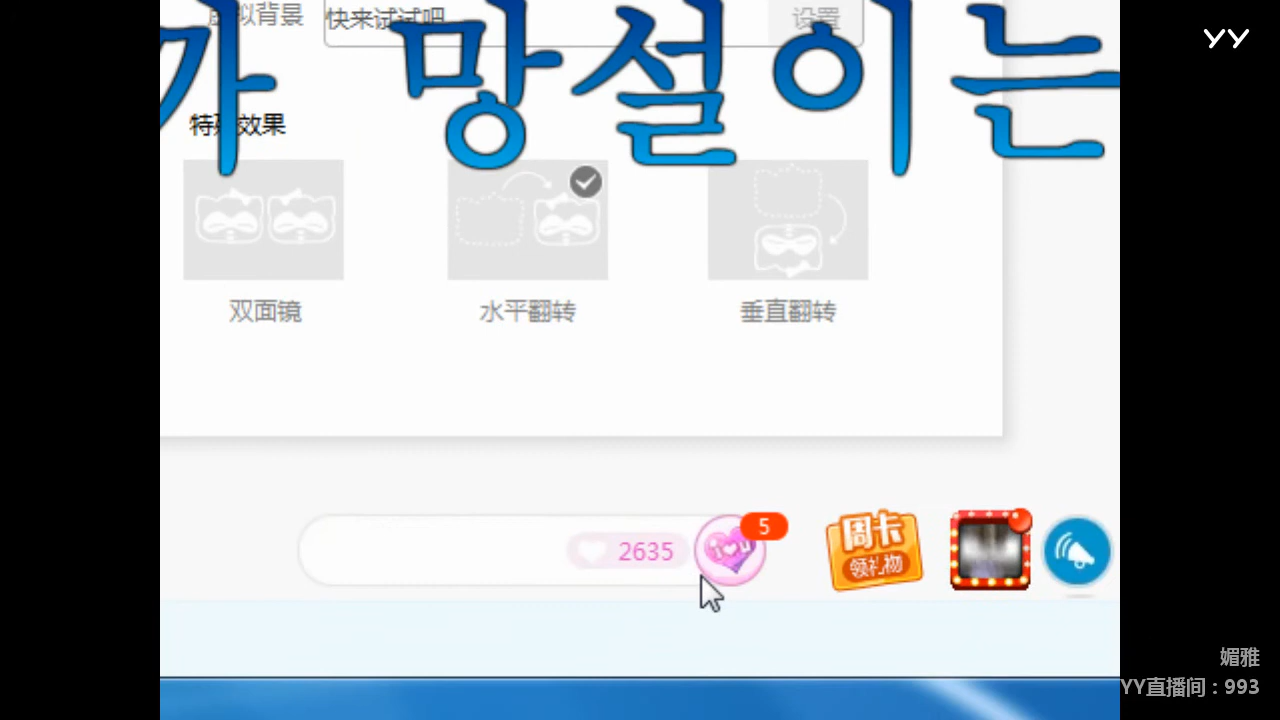 虚拟背景 快来试试吧 设置
YY
까 망설이는
特殊效果
双面镜 水平翻转 垂直翻转
2635 I U 5 周卡 领礼物
媚雅
YY直播间：993